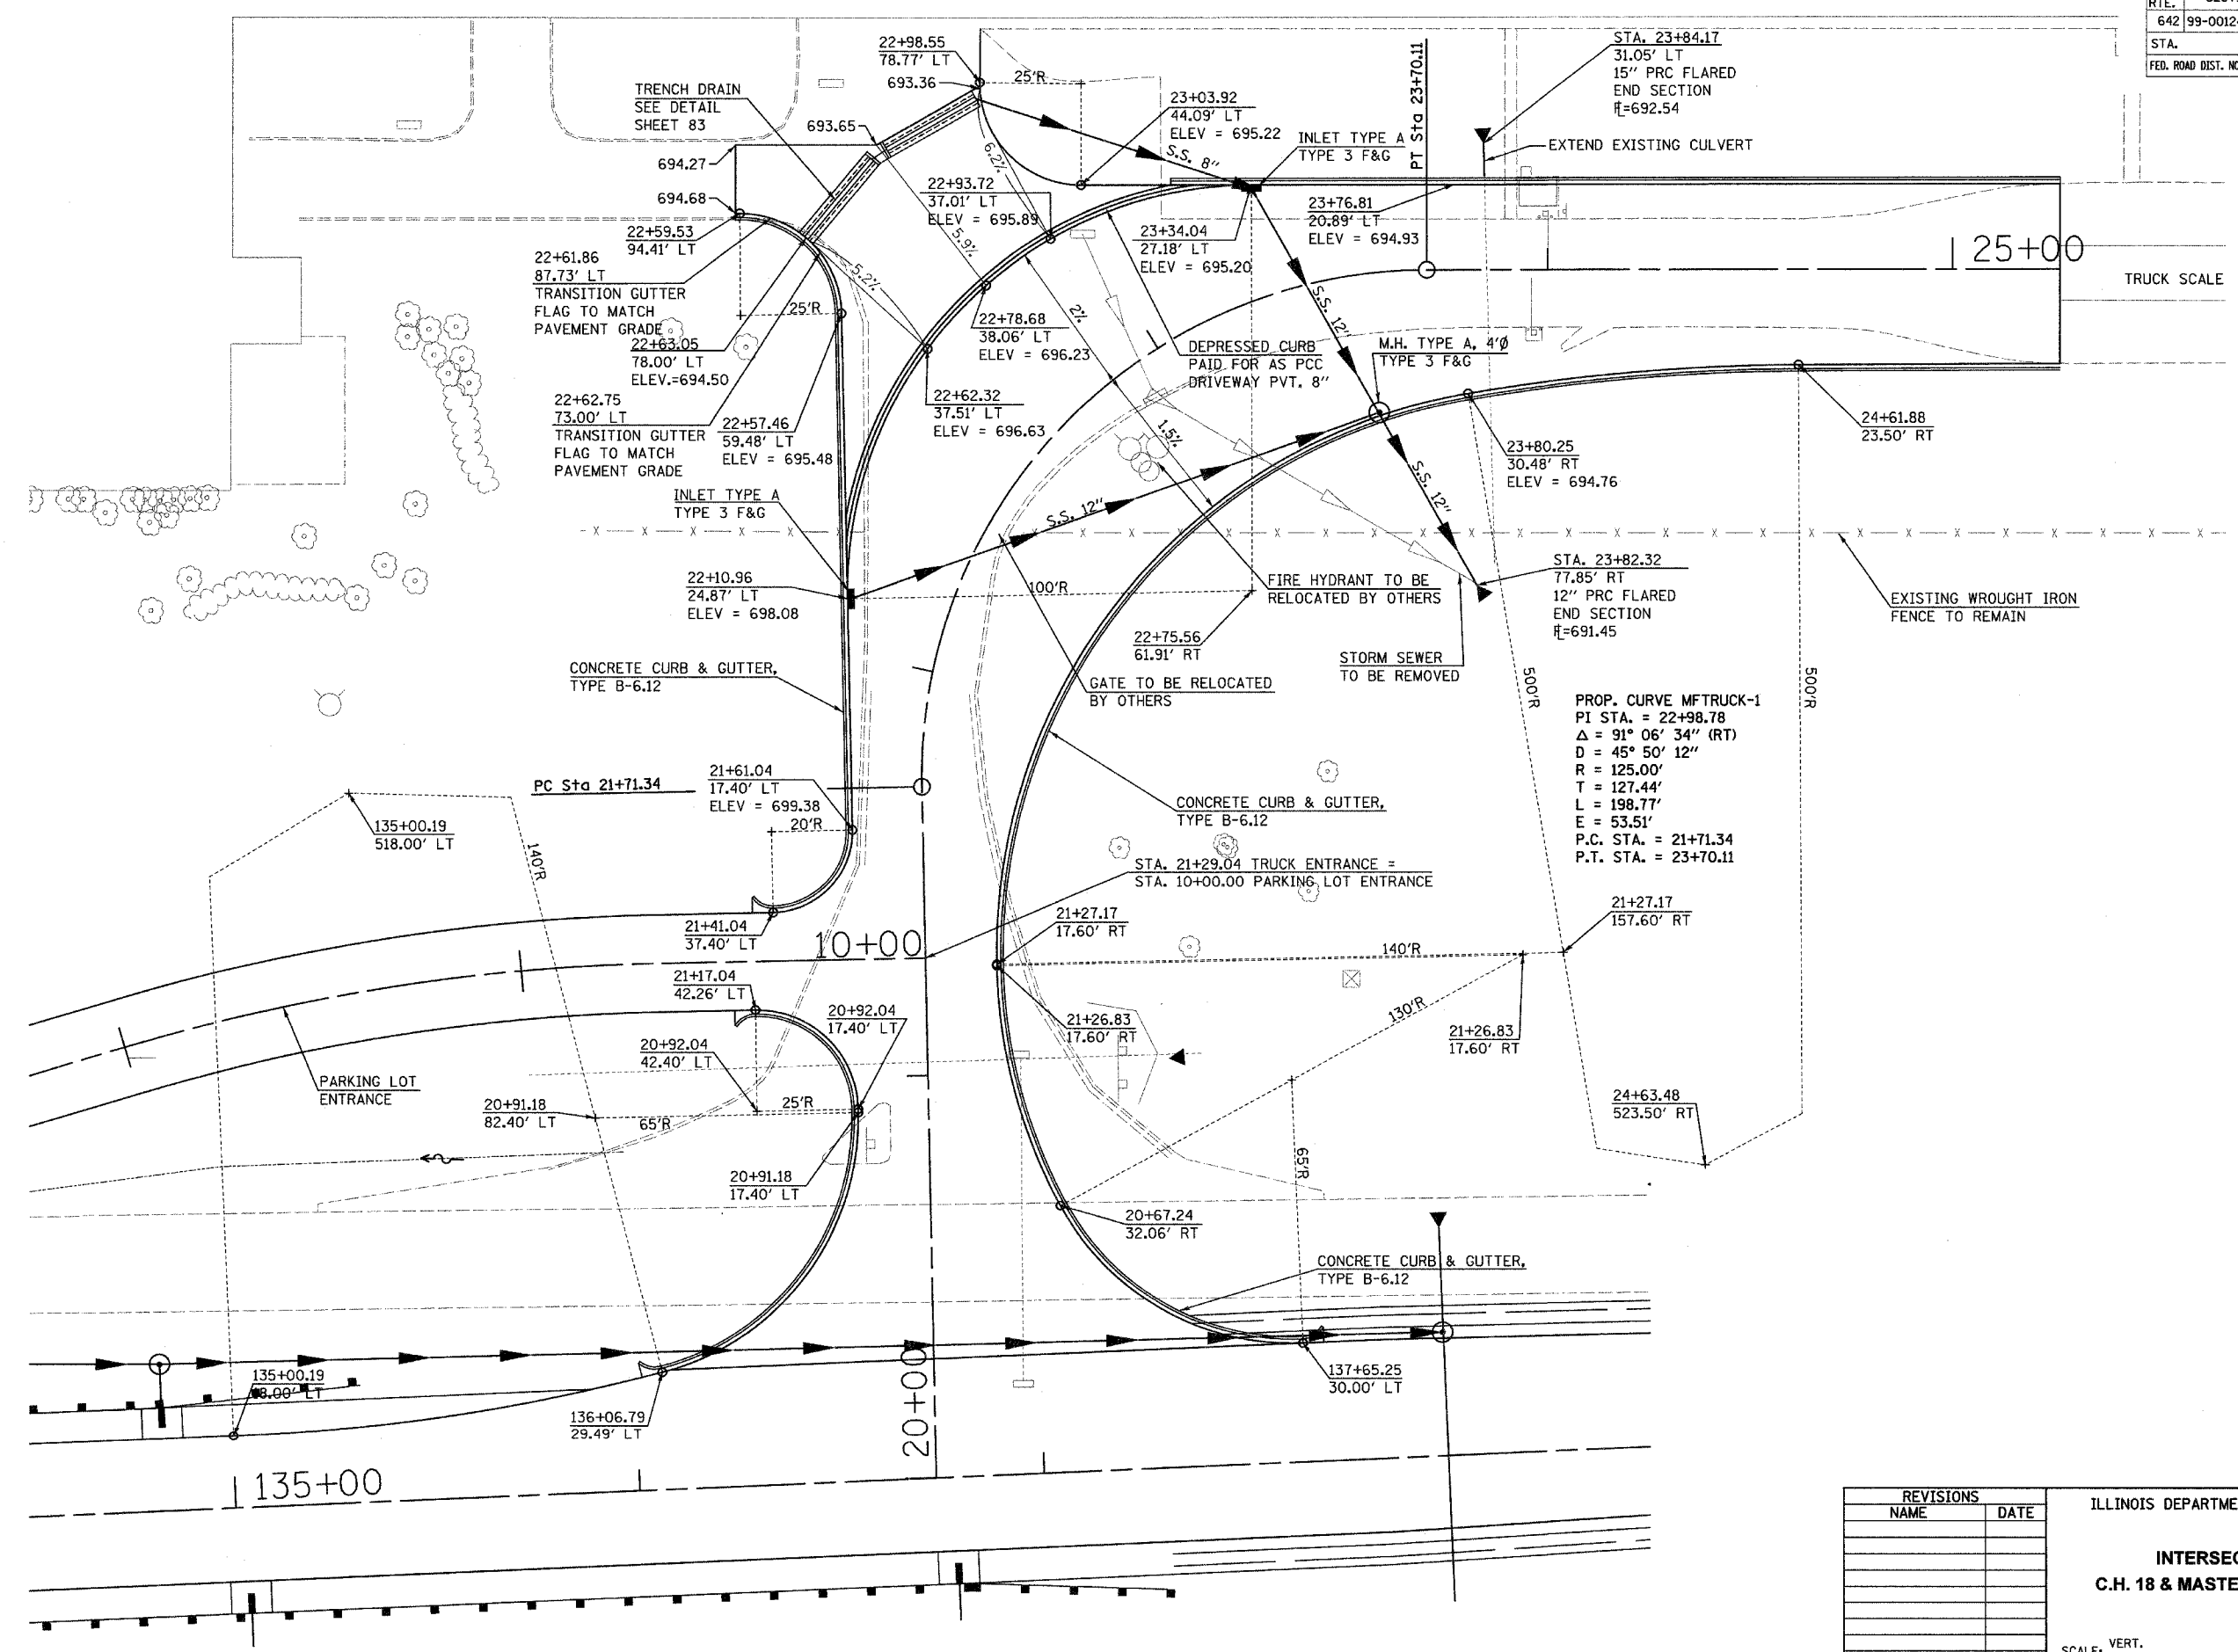 RTE.
642 99-0012
STA.
FED. ROAD DIST. NO
22+98.55
78.77' LT
693.36
25'R
TRENCH DRAIN
SEE DETAIL
SHEET 83
693.65
694.27
694.68
23+03.92
44.09' LT
ELEV = 695.22
INLET TYPE A
TYPE 3 F&G
PT Sta 23+70.11
STA. 23+84.17
31.05' LT
15" PRC FLARED
END SECTION
FL=692.54
EXTEND EXISTING CULVERT
S.S. 8"
6.2%
22+93.72
37.01' LT
ELEV = 695.89
22+59.53
94.41' LT
23+34.04
27.18' LT
ELEV = 695.20
23+76.81
20.89' LT
ELEV = 694.93
25+00
TRUCK SCALE
22+61.86
87.73' LT
TRANSITION GUTTER
FLAG TO MATCH
PAVEMENT GRADE
5.2%
5.9%
25'R
2%
S.S. 12"
22+63.05
78.00' LT
ELEV.=694.50
22+78.68
38.06' LT
ELEV = 696.23
DEPRESSED CURB
PAID FOR AS PCC
DRIVEWAY PVT. 8"
M.H. TYPE A, 4'Ø
TYPE 3 F&G
22+62.75
73.00' LT
TRANSITION GUTTER
FLAG TO MATCH
PAVEMENT GRADE
22+57.46
59.48' LT
ELEV = 695.48
22+62.32
37.51' LT
ELEV = 696.63
1.5%
24+61.88
23.50' RT
23+80.25
30.48' RT
ELEV = 694.76
S.S. 12"
INLET TYPE A
TYPE 3 F&G
S.S. 12"
22+10.96
24.87' LT
ELEV = 698.08
100'R
FIRE HYDRANT TO BE
RELOCATED BY OTHERS
STA. 23+82.32
77.85' RT
12" PRC FLARED
END SECTION
FL=691.45
EXISTING WROUGHT IRON
FENCE TO REMAIN
22+75.56
61.91' RT
STORM SEWER
TO BE REMOVED
CONCRETE CURB & GUTTER,
TYPE B-6.12
GATE TO BE RELOCATED
BY OTHERS
500'R
500'R
PROP. CURVE MFTRUCK-1
PI STA. = 22+98.78
Δ = 91° 06' 34" (RT)
D = 45° 50' 12"
R = 125.00'
T = 127.44'
L = 198.77'
E = 53.51'
P.C. STA. = 21+71.34
P.T. STA. = 23+70.11
PC Sta 21+71.34
21+61.04
17.40' LT
ELEV = 699.38
20'R
135+00.19
518.00' LT
140'R
CONCRETE CURB & GUTTER,
TYPE B-6.12
STA. 21+29.04 TRUCK ENTRANCE =
STA. 10+00.00 PARKING LOT ENTRANCE
21+41.04
37.40' LT
10+00
21+27.17
17.60' RT
21+27.17
157.60' RT
140'R
21+17.04
42.26' LT
20+92.04
17.40' LT
130'R
21+26.83
17.60' RT
21+26.83
17.60' RT
20+92.04
42.40' LT
PARKING LOT
ENTRANCE
20+91.18
82.40' LT
25'R
65'R
24+63.48
523.50' RT
20+91.18
17.40' LT
65'R
20+67.24
32.06' RT
CONCRETE CURB & GUTTER,
TYPE B-6.12
135+00.19
18.00' LT
137+65.25
30.00' LT
136+06.79
29.49' LT
20+00
135+00
REVISIONS
NAME DATE
ILLINOIS DEPARTME
INTERSEC
C.H. 18 & MASTE
SCALE: VERT.